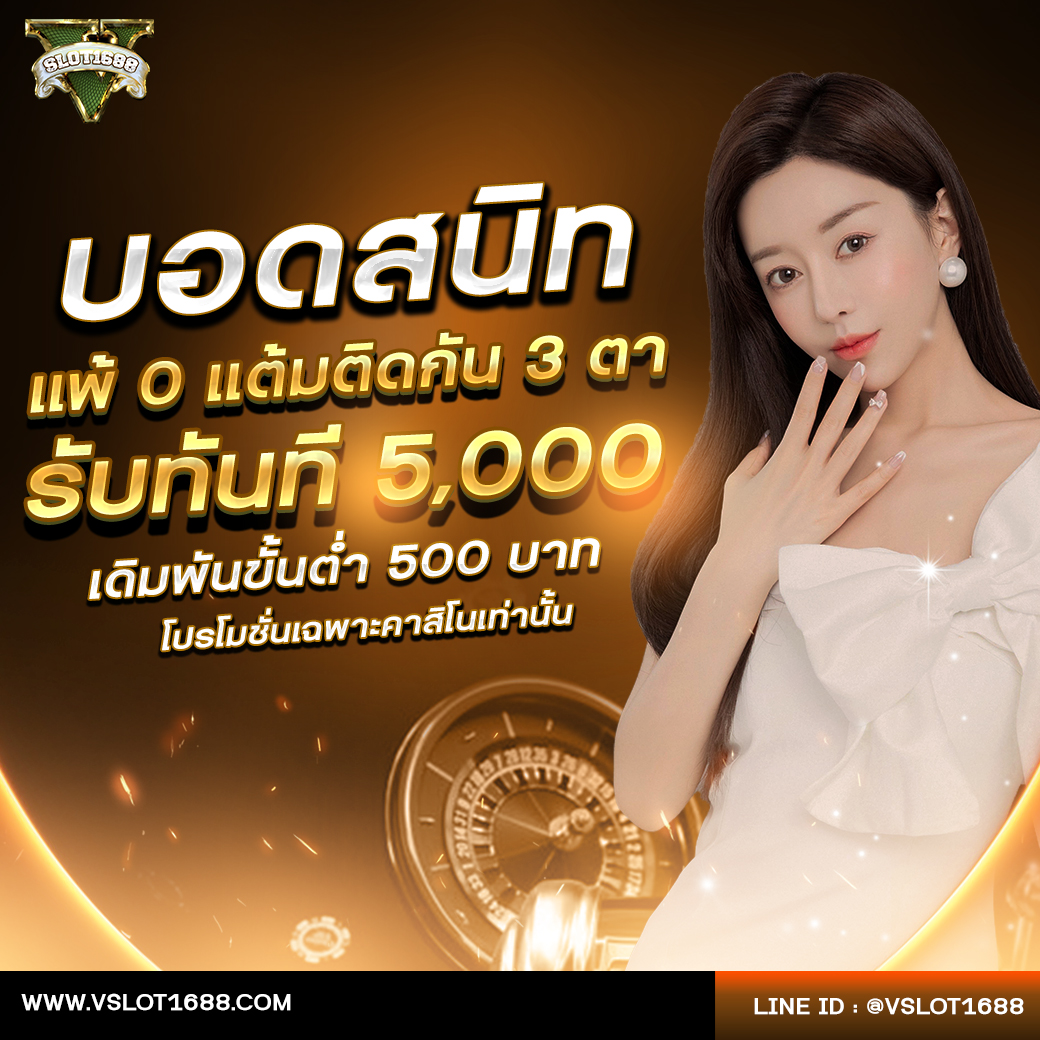 SLOT1688
บอดสนิท
แพ้ 0 แต้มติดกัน 3 ตา
รับทันที 5,000
เดิมพันขั้นต่ำ 500 บาท
โปรโมชั่นเฉพาะคาสิโนเท่านั้น
WWW.VSLOT1688.COM
LINE ID : @VSLOT1688